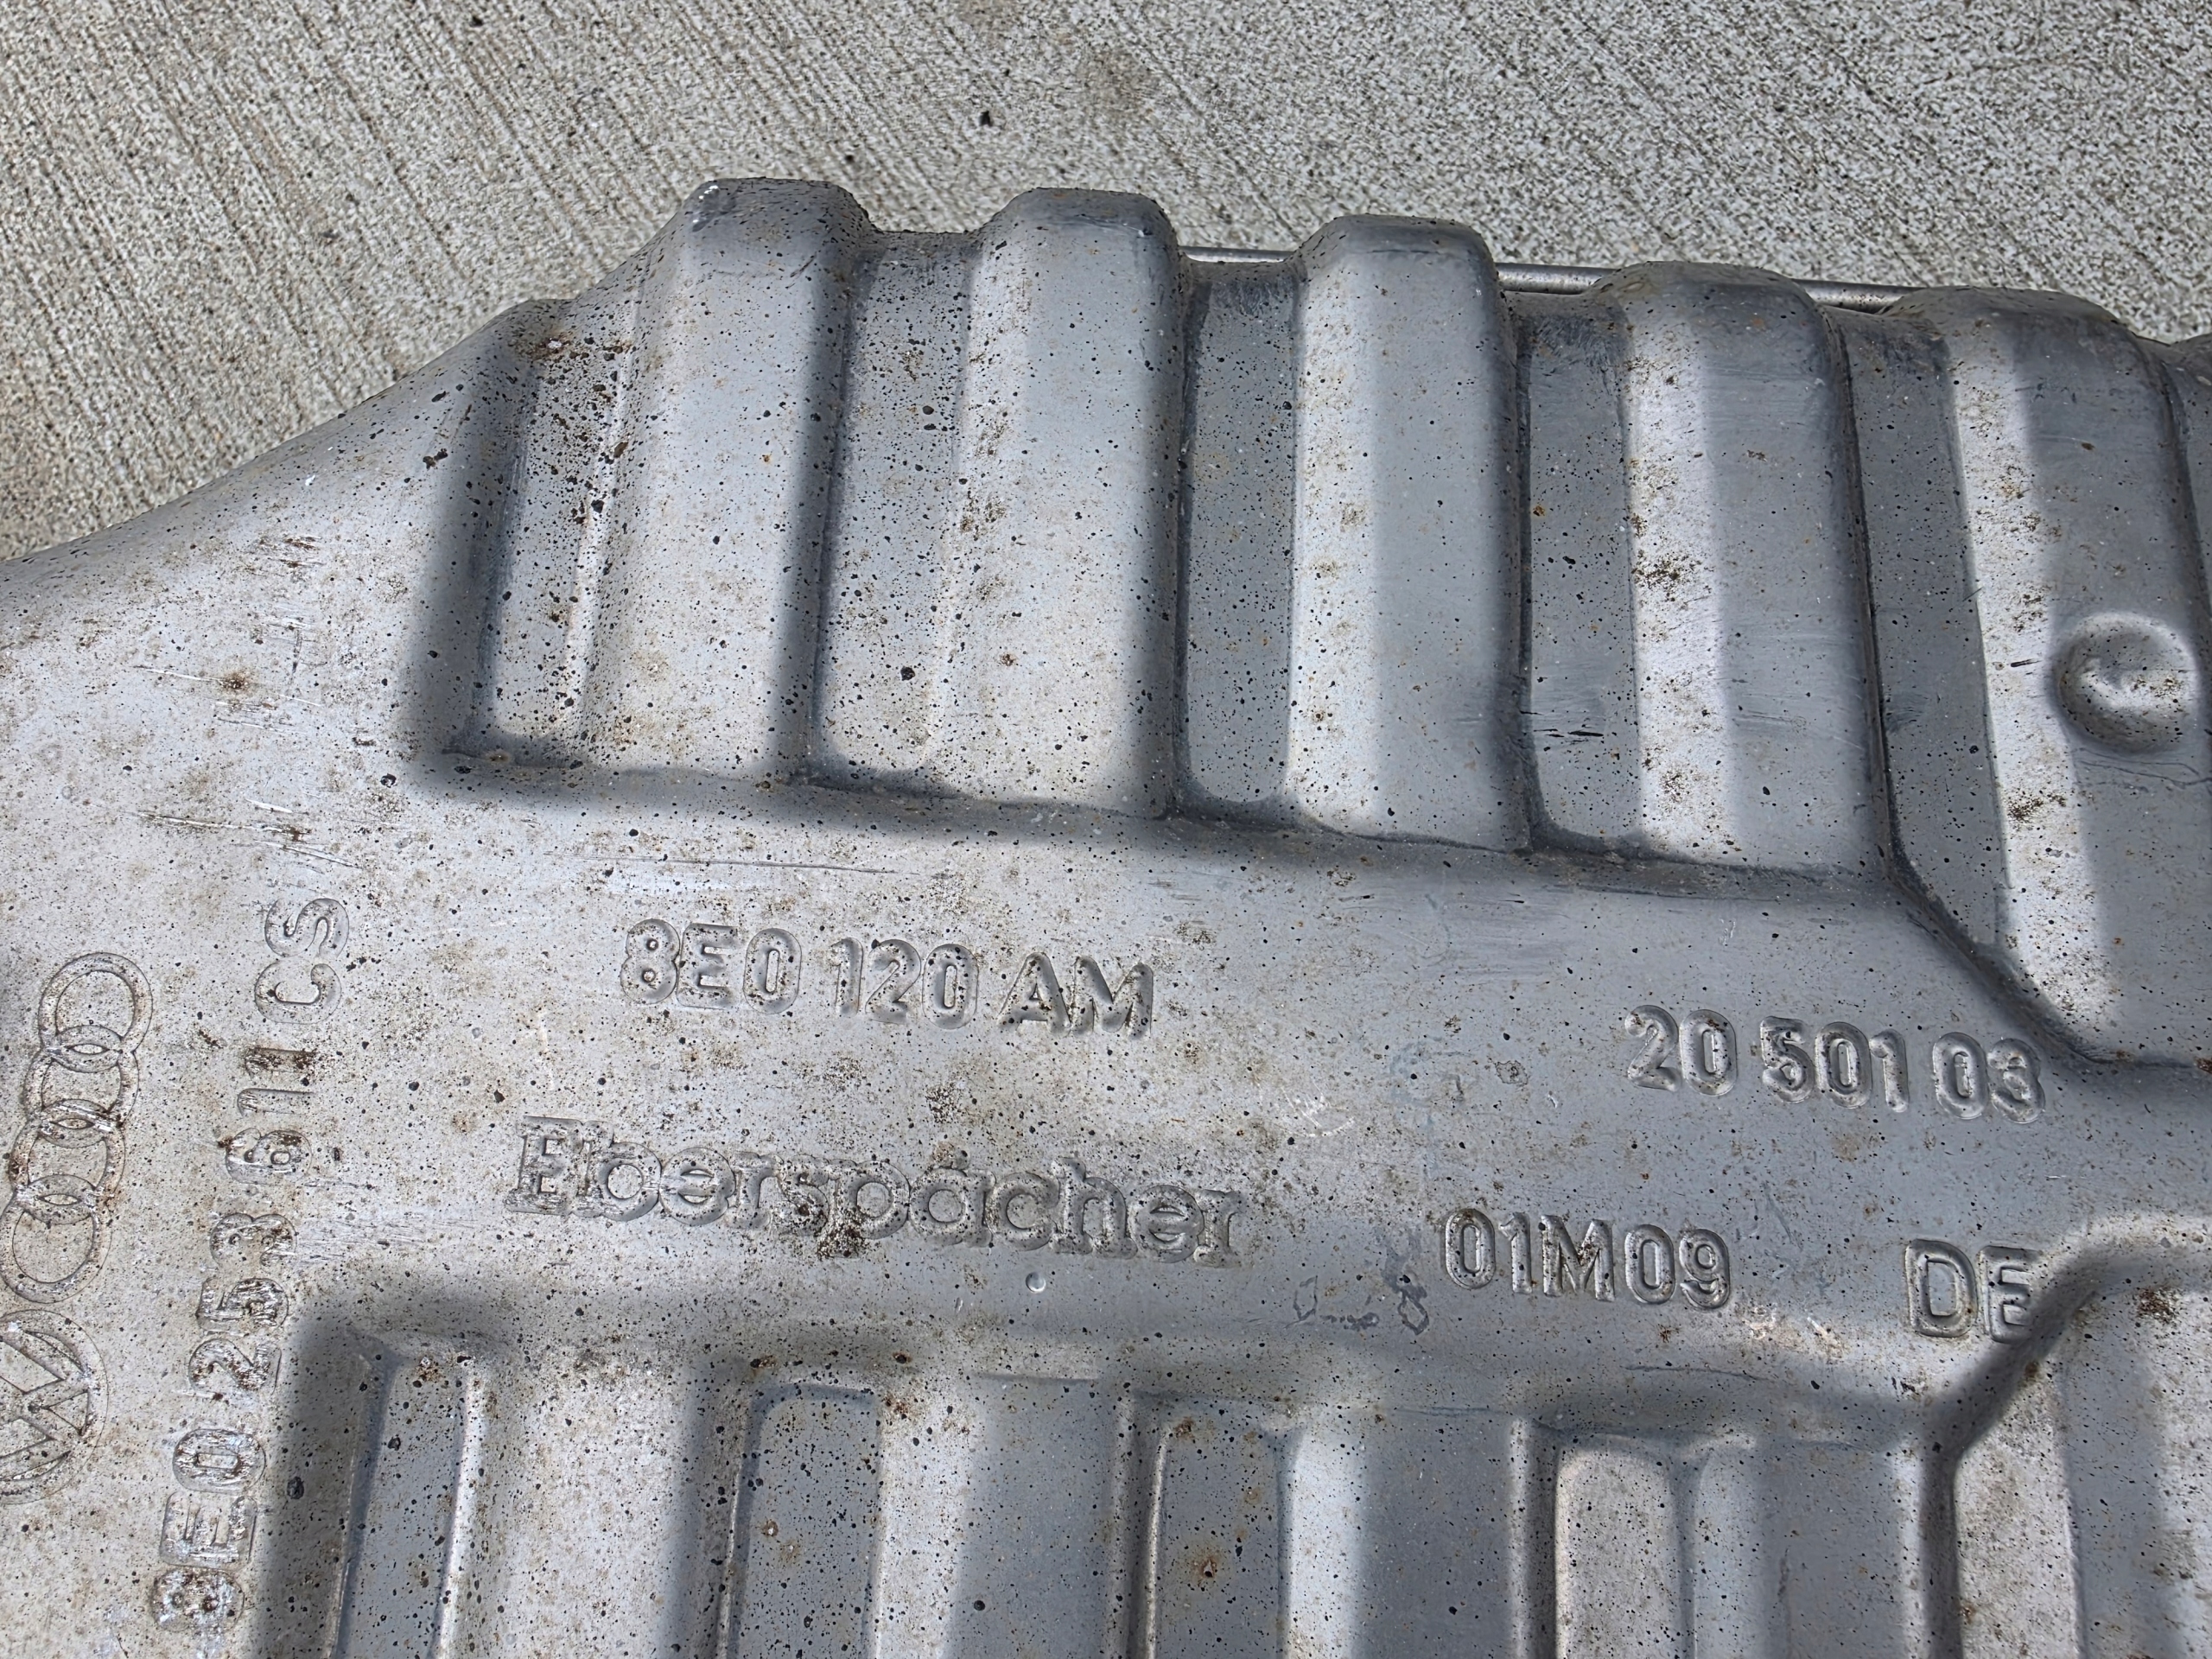 8E0 120 AM
20 501 03
Eberspächer
01M09
DE
8E0 253 611 CS